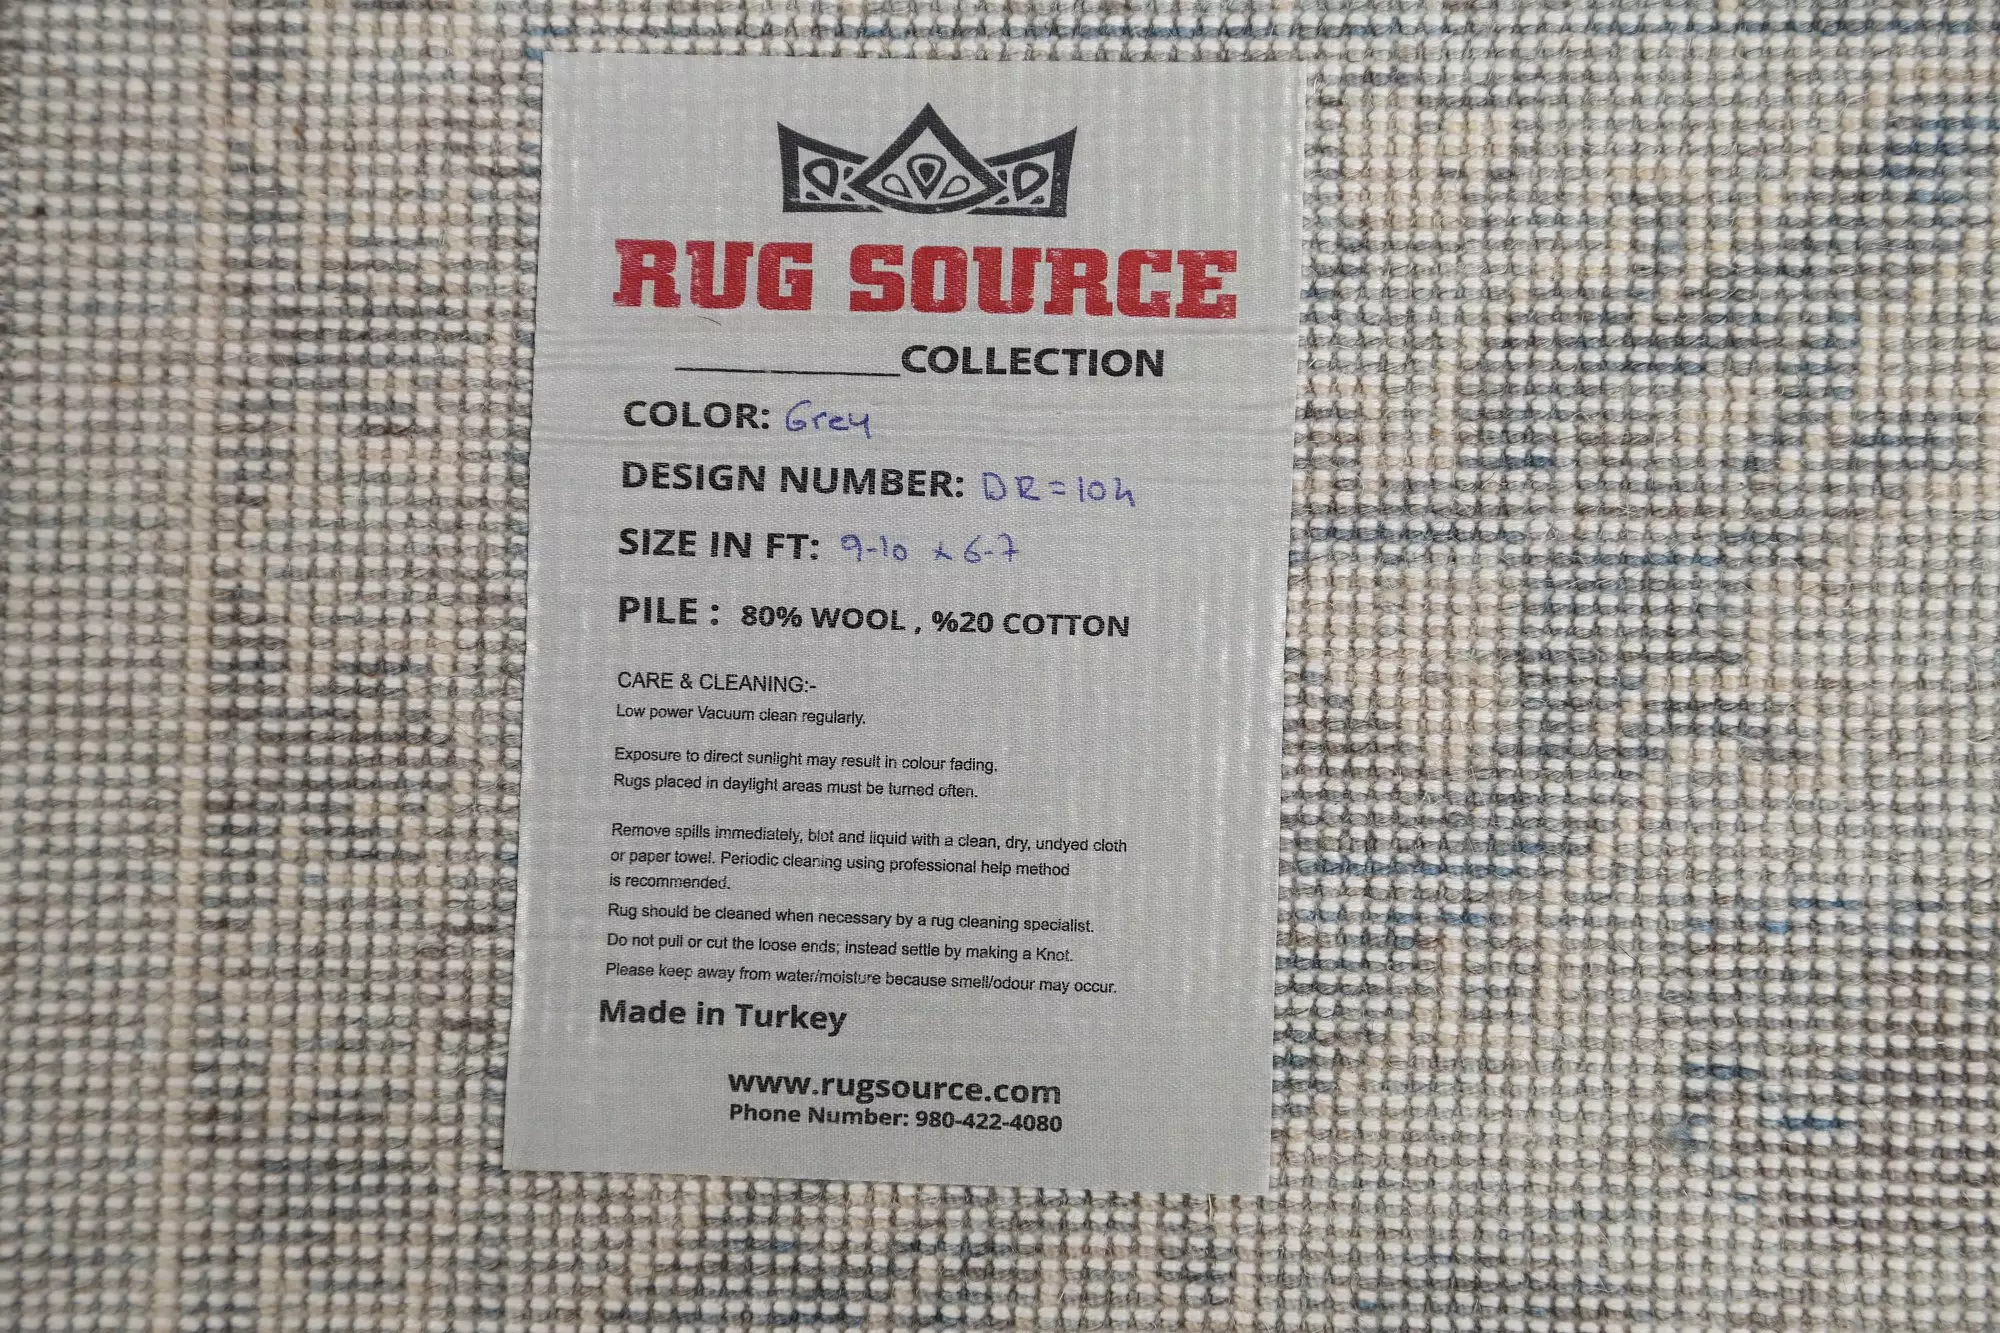 RUG SOURCE
__________COLLECTION
COLOR: Grey
DESIGN NUMBER: DR=104
SIZE IN FT: 9-10 x 6-7
PILE : 80% WOOL , %20 COTTON
CARE & CLEANING:-
Low power Vacuum clean regularly.
Exposure to direct sunlight may result in colour fading.
Rugs placed in daylight areas must be turned often.
Remove spills immediately, blot and liquid with a clean, dry, undyed cloth
or paper towel. Periodic cleaning using professional help method
is recommended.
Rug should be cleaned when necessary by a rug cleaning specialist.
Do not pull or cut the loose ends; instead settle by making a Knot.
Please keep away from water/moisture because smell/odour may occur.
Made in Turkey
www.rugsource.com
Phone Number: 980-422-4080